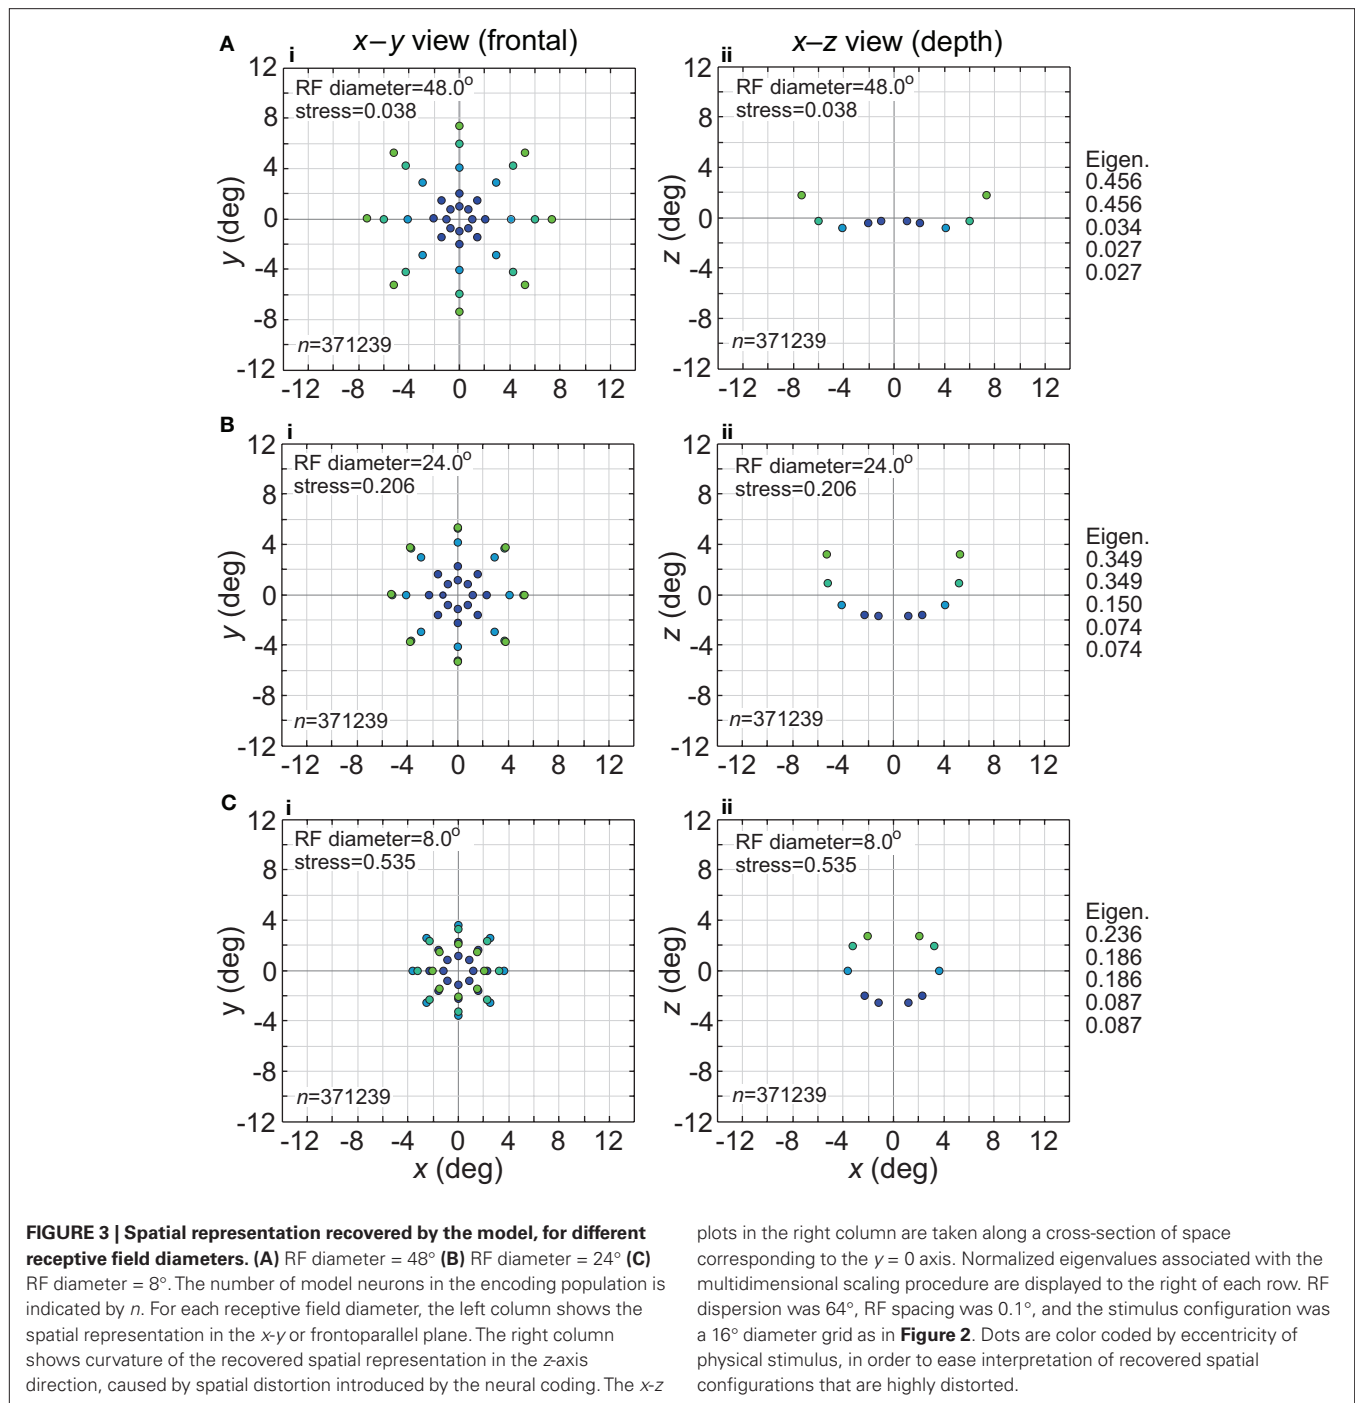 A
x–y view (frontal)
x–z view (depth)
i
12
8
4
0
-4
-8
-12
y (deg)
RF diameter=48.0°
stress=0.038
n=371239
-12 -8 -4 0 4 8 12
ii
12
8
4
0
-4
-8
-12
z (deg)
RF diameter=48.0°
stress=0.038
n=371239
-12 -8 -4 0 4 8 12
Eigen.
0.456
0.456
0.034
0.027
0.027
B
i
12
8
4
0
-4
-8
-12
y (deg)
RF diameter=24.0°
stress=0.206
n=371239
-12 -8 -4 0 4 8 12
ii
12
8
4
0
-4
-8
-12
z (deg)
RF diameter=24.0°
stress=0.206
n=371239
-12 -8 -4 0 4 8 12
Eigen.
0.349
0.349
0.150
0.074
0.074
C
i
12
8
4
0
-4
-8
-12
y (deg)
RF diameter=8.0°
stress=0.535
n=371239
-12 -8 -4 0 4 8 12
x (deg)
ii
12
8
4
0
-4
-8
-12
z (deg)
RF diameter=8.0°
stress=0.535
n=371239
-12 -8 -4 0 4 8 12
x (deg)
Eigen.
0.236
0.186
0.186
0.087
0.087
FIGURE 3 | Spatial representation recovered by the model, for different
receptive field diameters. (A) RF diameter = 48° (B) RF diameter = 24° (C)
RF diameter = 8°. The number of model neurons in the encoding population is
indicated by n. For each receptive field diameter, the left column shows the
spatial representation in the x-y or frontoparallel plane. The right column
shows curvature of the recovered spatial representation in the z-axis
direction, caused by spatial distortion introduced by the neural coding. The x-z
plots in the right column are taken along a cross-section of space
corresponding to the y = 0 axis. Normalized eigenvalues associated with the
multidimensional scaling procedure are displayed to the right of each row. RF
dispersion was 64°, RF spacing was 0.1°, and the stimulus configuration was
a 16° diameter grid as in Figure 2. Dots are color coded by eccentricity of
physical stimulus, in order to ease interpretation of recovered spatial
configurations that are highly distorted.